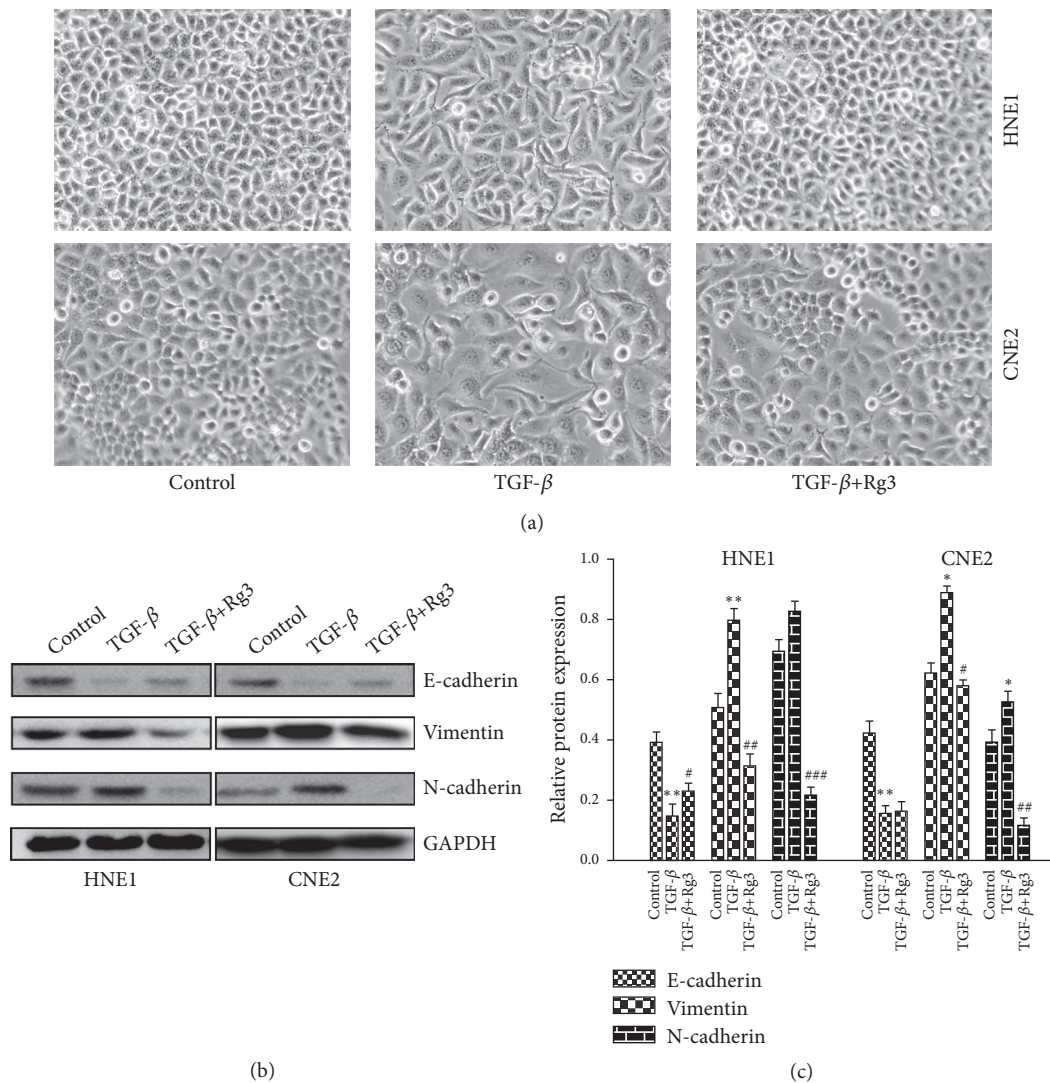 HNE1
CNE2
Control
TGF-β
TGF-β+Rg3
(a)
Control
TGF-β
TGF-β+Rg3
Control
TGF-β
TGF-β+Rg3
E-cadherin
Vimentin
N-cadherin
GAPDH
HNE1
CNE2
(b)
HNE1
CNE2
Relative protein expression
1.0
0.8
0.6
0.4
0.2
0.0
**
#
**
##
###
**
*
#
*
##
Control
TGF-β
TGF-β+Rg3
Control
TGF-β
TGF-β+Rg3
Control
TGF-β
TGF-β+Rg3
Control
TGF-β
TGF-β+Rg3
Control
TGF-β
TGF-β+Rg3
Control
TGF-β
TGF-β+Rg3
E-cadherin
Vimentin
N-cadherin
(c)